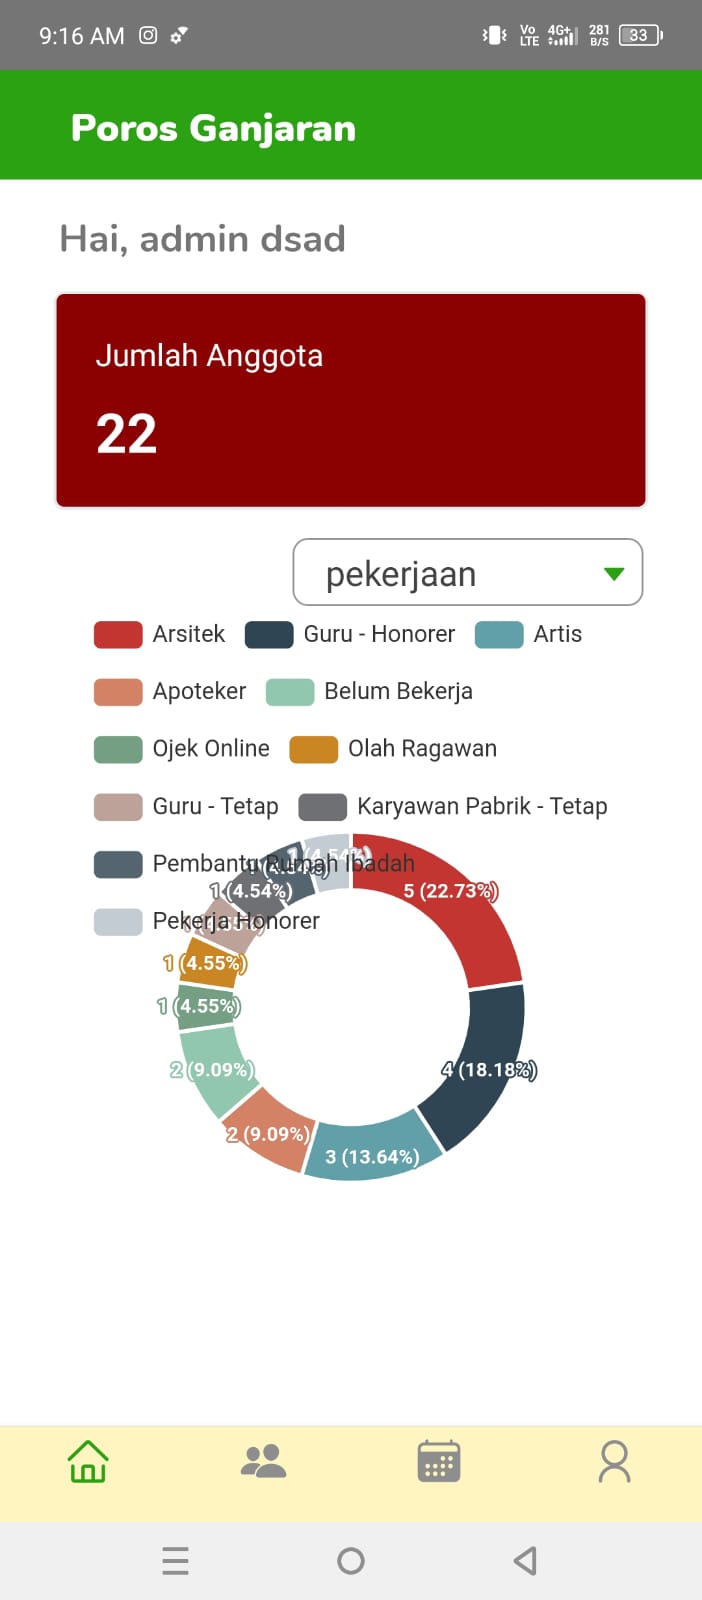 9:16 AM Vo LTE 4G+ 281 B/S 33
Poros Ganjaran
Hai, admin dsad
Jumlah Anggota
22
pekerjaan
Arsitek Guru - Honorer Artis
Apoteker Belum Bekerja
Ojek Online Olah Ragawan
Guru - Tetap Karyawan Pabrik - Tetap
Pembantu Rumah Ibadah
1 (4.54%) 5 (22.73%)
Pekerja Honorer
1 (4.55%)
1 (4.55%)
2 (9.09%) 4 (18.18%)
2 (9.09%)
3 (13.64%)